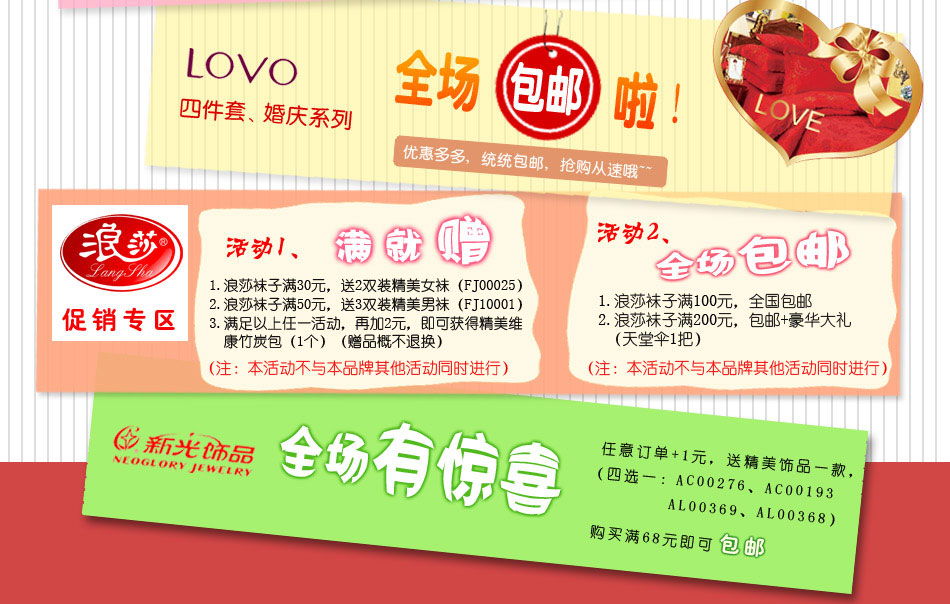 LOVO
四件套、婚庆系列
全场 包邮 啦！
优惠多多，统统包邮，抢购从速哦~~
LOVE
浪莎®
LangSha
促销专区
活动1、 满就赠
1.浪莎袜子满30元，送2双装精美女袜（FJ00025）
2.浪莎袜子满50元，送3双装精美男袜（FJ10001）
3.满足以上任一活动，再加2元，即可获得精美维
康竹炭包（1个）（赠品概不退换）
(注：本活动不与本品牌其他活动同时进行)
活动2、
全场包邮
1.浪莎袜子满100元，全国包邮
2.浪莎袜子满200元，包邮+豪华大礼
（天堂伞1把）
(注：本活动不与本品牌其他活动同时进行)
新光饰品
NEOGLORY JEWELRY
全场有惊喜
任意订单+1元，送精美饰品一款，
(四选一：AC00276、AC00193
AL00369、AL00368)
购买满68元即可 包邮